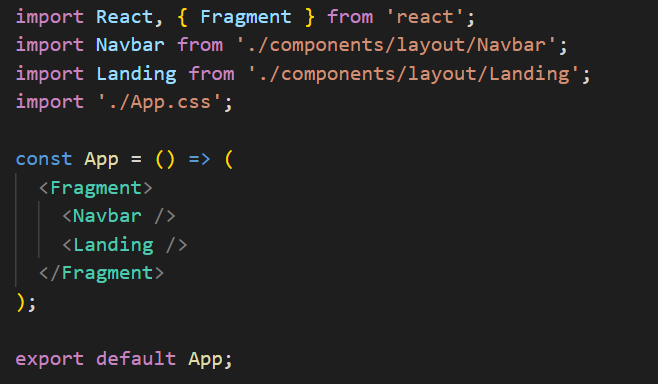 import React, { Fragment } from 'react';
import Navbar from './components/layout/Navbar';
import Landing from './components/layout/Landing';
import './App.css';

const App = () => (
  <Fragment>
    <Navbar />
    <Landing />
  </Fragment>
);

export default App;